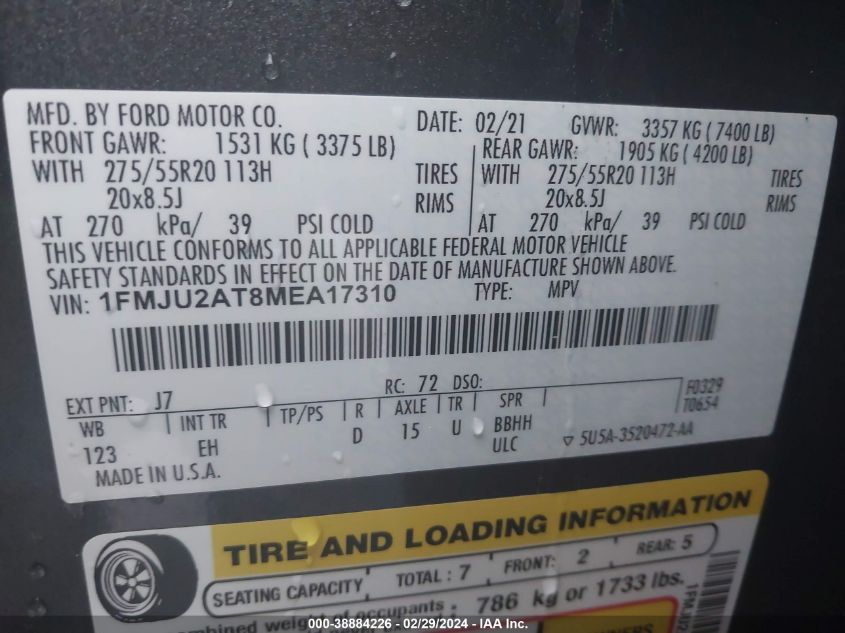 MFD. BY FORD MOTOR CO. DATE: 02/21 GVWR: 3357 KG ( 7400 LB)
FRONT GAWR: 1531 KG ( 3375 LB) REAR GAWR: 1905 KG ( 4200 LB)
WITH 275/55R20 113H TIRES WITH 275/55R20 113H TIRES
20x8.5J RIMS 20x8.5J RIMS
AT 270 kPa/ 39 PSI COLD AT 270 kPa/ 39 PSI COLD
THIS VEHICLE CONFORMS TO ALL APPLICABLE FEDERAL MOTOR VEHICLE
SAFETY STANDARDS IN EFFECT ON THE DATE OF MANUFACTURE SHOWN ABOVE.
VIN: 1FMJU2AT8MEA17310 TYPE: MPV
EXT PNT: J7 RC: 72 DSO: F0329
T0654
WB INT TR TP/PS R AXLE TR SPR
123 EH D 15 U BBHH
ULC
▽ 5U5A-3520472-AA
MADE IN U.S.A.
TIRE AND LOADING INFORMATION
SEATING CAPACITY TOTAL : 7 FRONT: 2 REAR: 5
weight of occupants 786 kg or 1733 lbs.
000-38884226 - 02/29/2024 - IAA Inc.